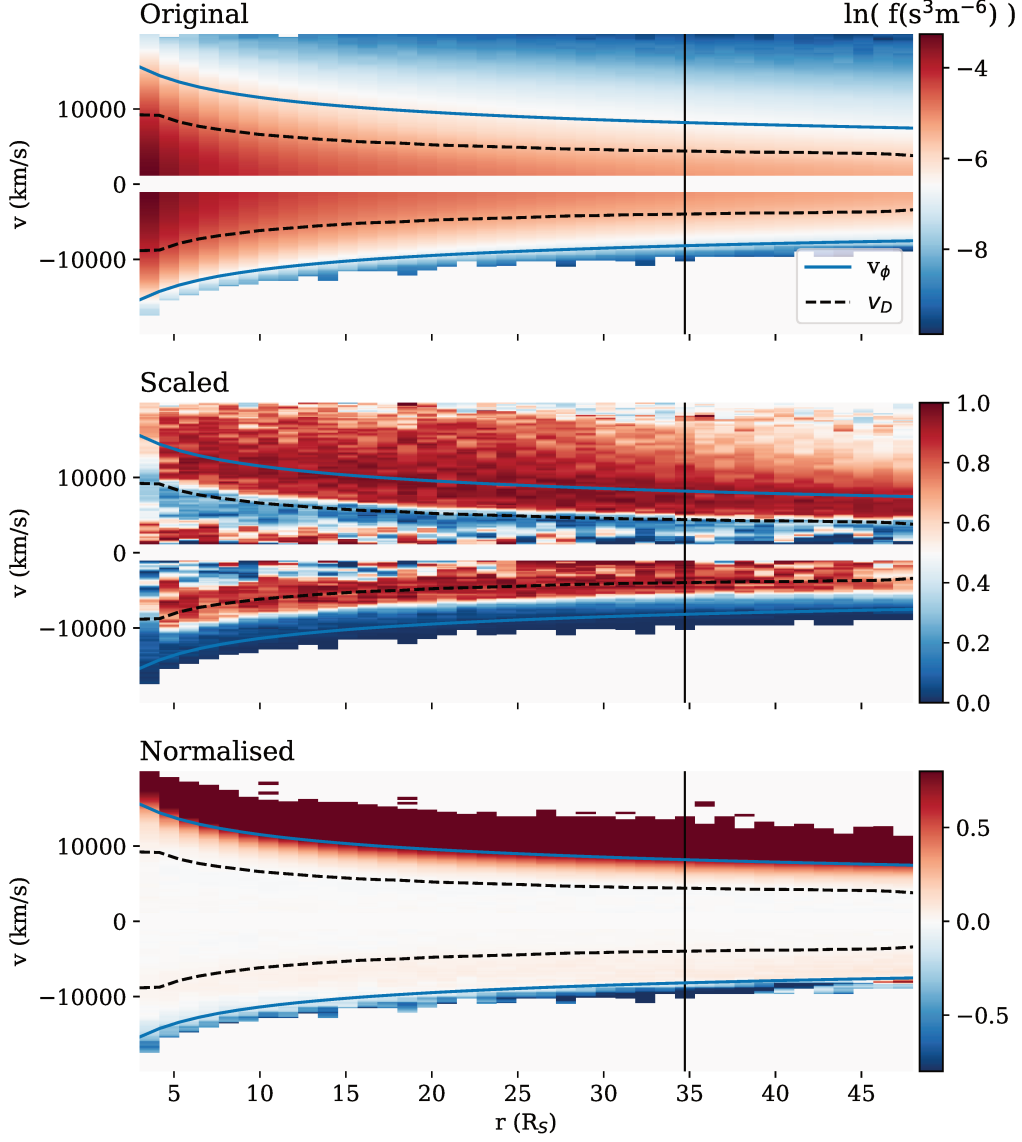 Original
ln( f(s³m⁻⁶) )
10000
0
−10000
v (km/s)
v_ϕ
v_D
−4
−6
−8
Scaled
10000
0
−10000
v (km/s)
1.0
0.8
0.6
0.4
0.2
0.0
Normalised
10000
0
−10000
v (km/s)
0.5
0.0
−0.5
5 10 15 20 25 30 35 40 45
r (R_S)